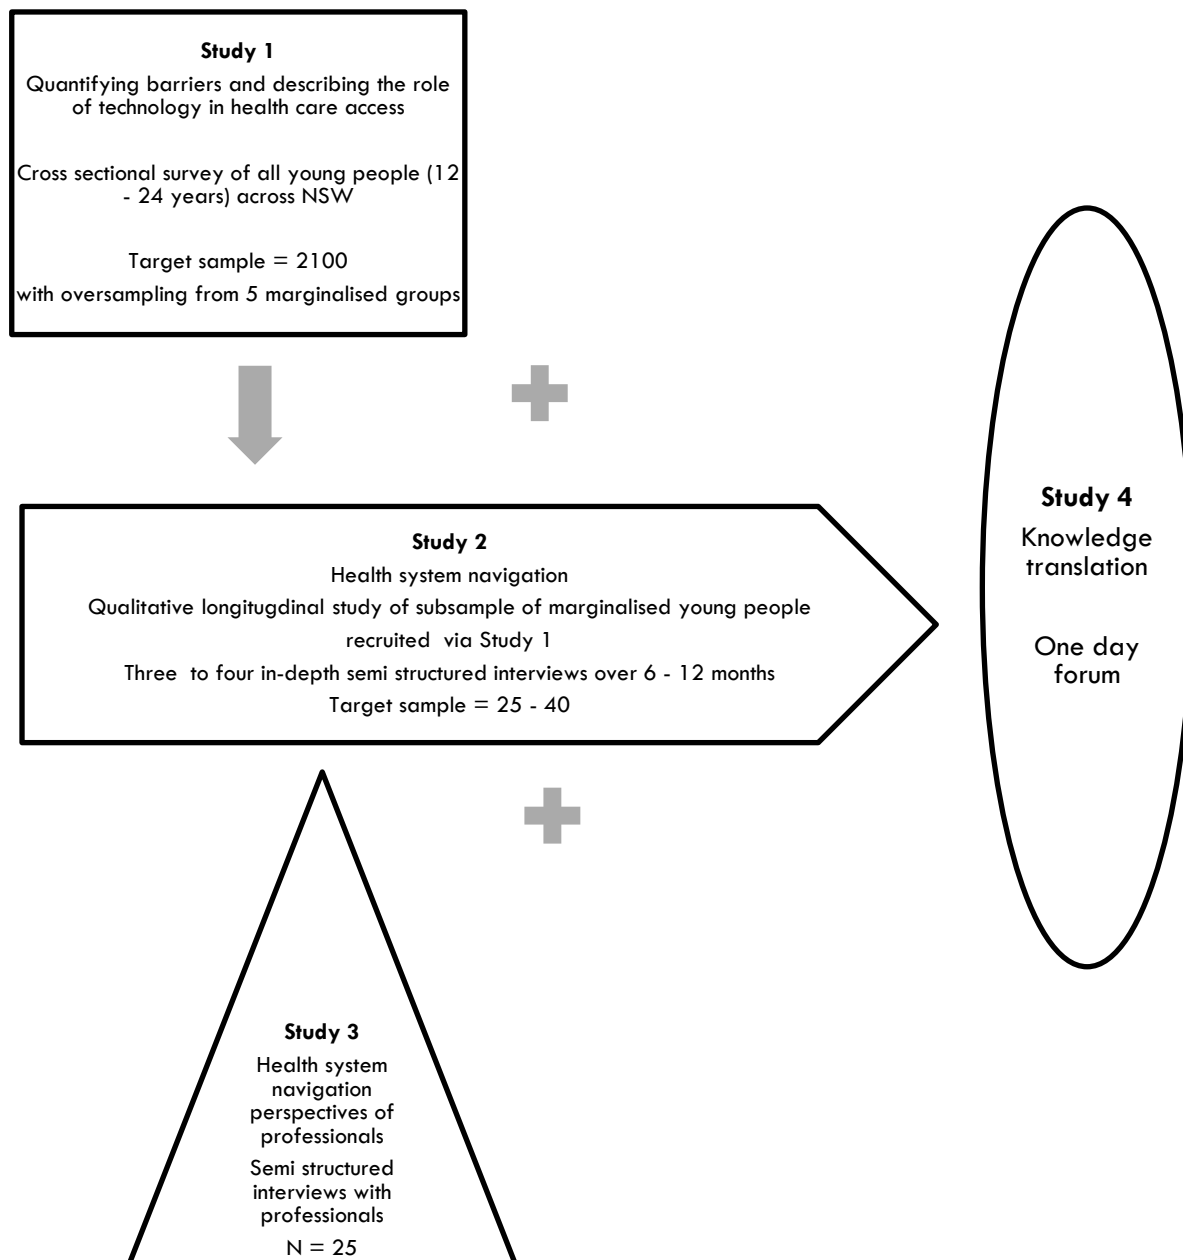 Study 1
Quantifying barriers and describing the role
of technology in health care access
Cross sectional survey of all young people (12
- 24 years) across NSW
Target sample = 2100
with oversampling from 5 marginalised groups
Study 2
Health system navigation
Qualitative longitugdinal study of subsample of marginalised young people
recruited via Study 1
Three to four in-depth semi structured interviews over 6 - 12 months
Target sample = 25 - 40
Study 4
Knowledge
translation
One day
forum
Study 3
Health system
navigation
perspectives of
professionals
Semi structured
interviews with
professionals
N = 25